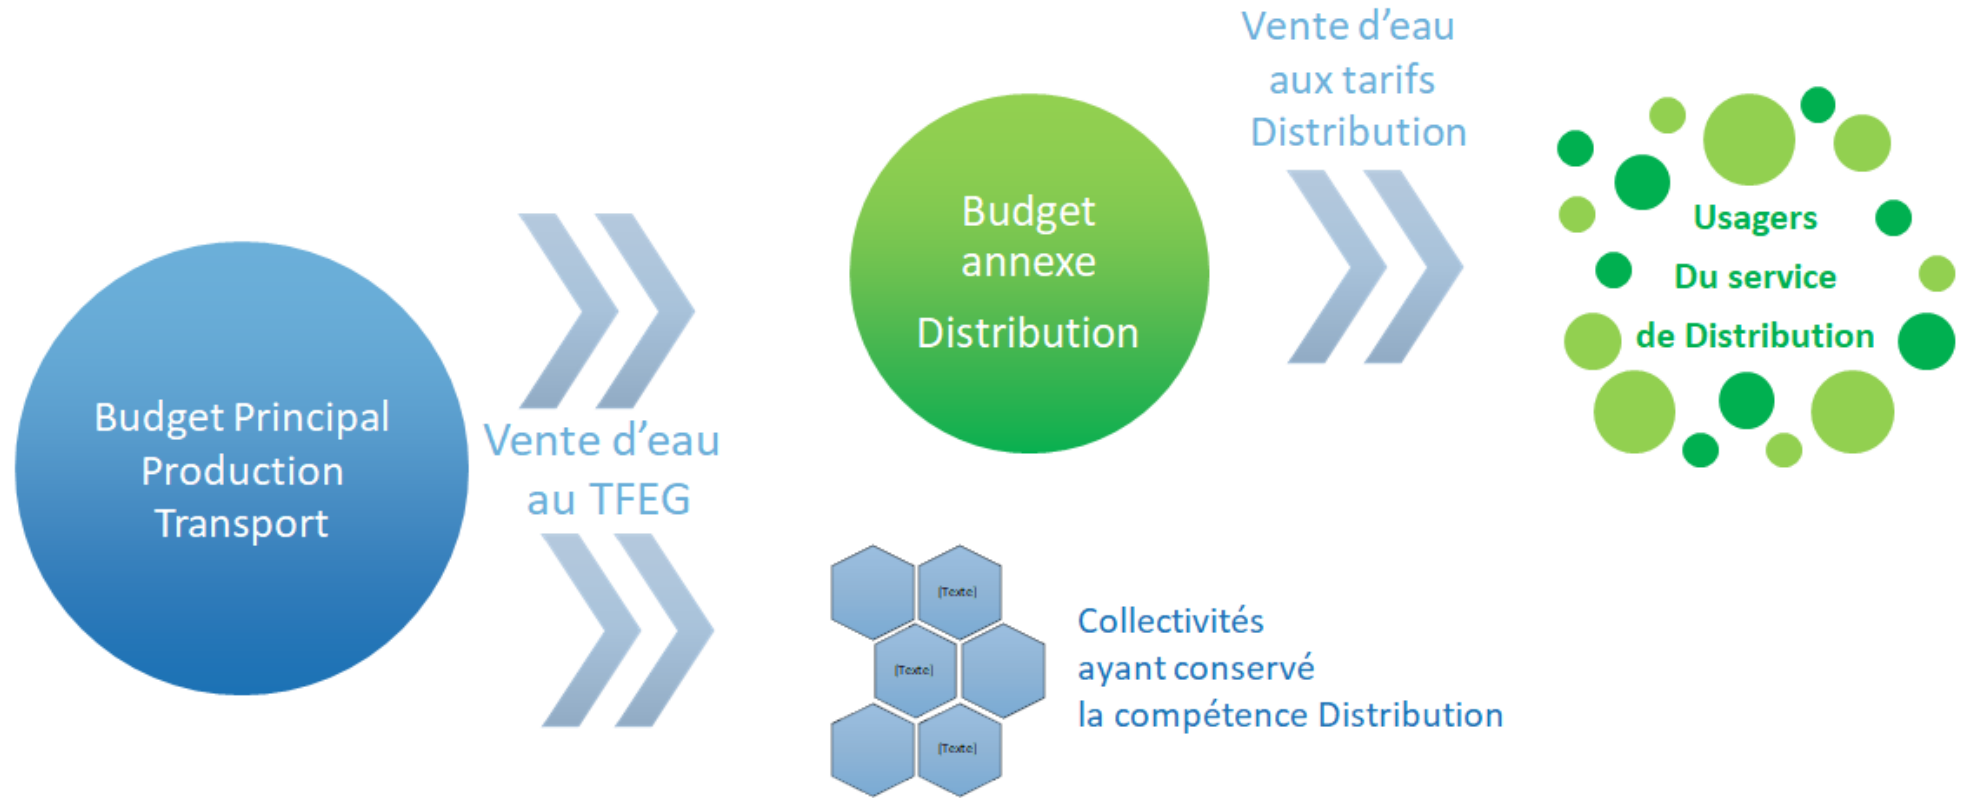 Vente d'eau
aux tarifs
Distribution
Budget
annexe
Distribution
Usagers
Du service
de Distribution
Budget Principal
Production
Transport
Vente d'eau
au TFEG
[Texte]
[Texte]
[Texte]
Collectivités
ayant conservé
la compétence Distribution